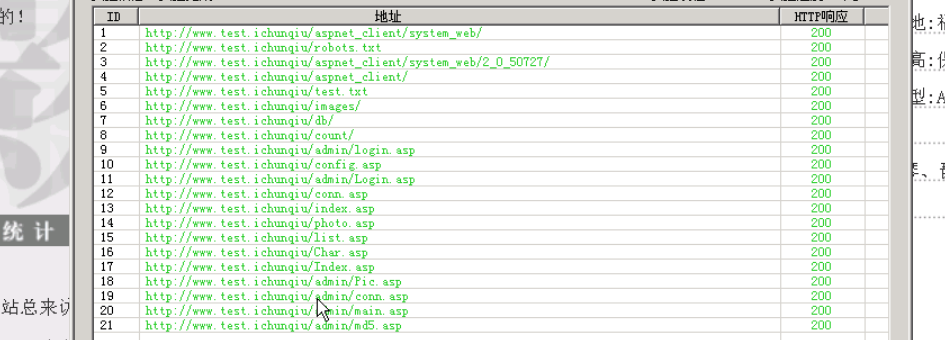 的!
ID 地址 HTTP响应
1 http://www.test.ichunqiu/aspnet_client/system_web/ 200
2 http://www.test.ichunqiu/robots.txt 200
3 http://www.test.ichunqiu/aspnet_client/system_web/2_0_50727/ 200
4 http://www.test.ichunqiu/aspnet_client/ 200
5 http://www.test.ichunqiu/test.txt 200
6 http://www.test.ichunqiu/images/ 200
7 http://www.test.ichunqiu/db/ 200
8 http://www.test.ichunqiu/count/ 200
9 http://www.test.ichunqiu/admin/login.asp 200
10 http://www.test.ichunqiu/config.asp 200
11 http://www.test.ichunqiu/admin/Login.asp 200
12 http://www.test.ichunqiu/conn.asp 200
13 http://www.test.ichunqiu/index.asp 200
14 http://www.test.ichunqiu/photo.asp 200
15 http://www.test.ichunqiu/list.asp 200
16 http://www.test.ichunqiu/Char.asp 200
17 http://www.test.ichunqiu/Index.asp 200
18 http://www.test.ichunqiu/admin/Pic.asp 200
19 http://www.test.ichunqiu/admin/conn.asp 200
20 http://www.test.ichunqiu/admin/main.asp 200
21 http://www.test.ichunqiu/admin/md5.asp 200
统 计
站总来访
地:
高:
型:A